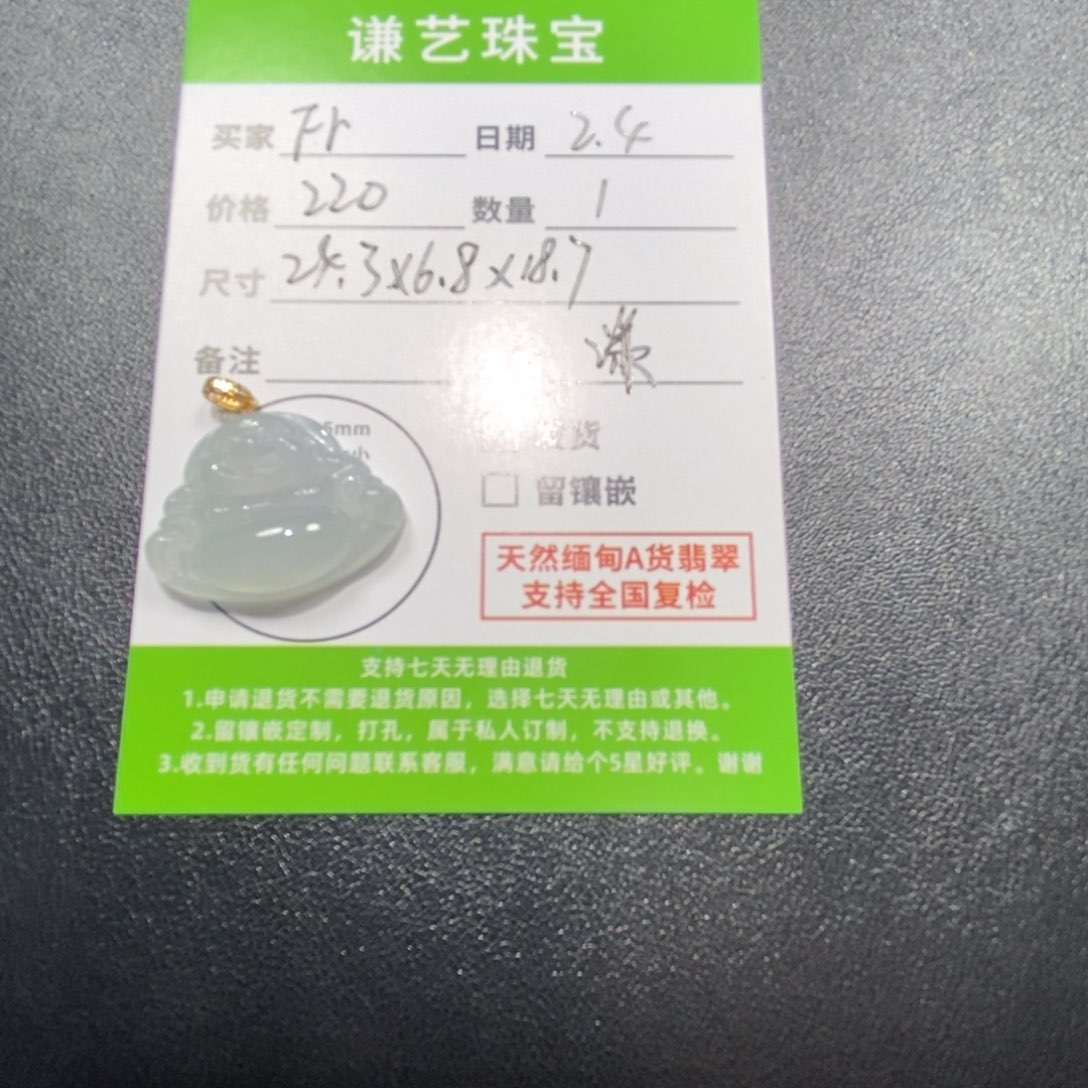 谦艺珠宝
买家 Fr 日期 2.4
价格 220 数量 1
尺寸 24.3x6.8x18.7
备注
5mm
小
货
留镶嵌
天然缅甸A货翡翠
支持全国复检
支持七天无理由退货
1.申请退货不需要退货原因，选择七天无理由或其他。
2.留镶嵌定制，打孔，属于私人订制，不支持退换。
3.收到货有任何问题联系客服，满意请给个5星好评。谢谢